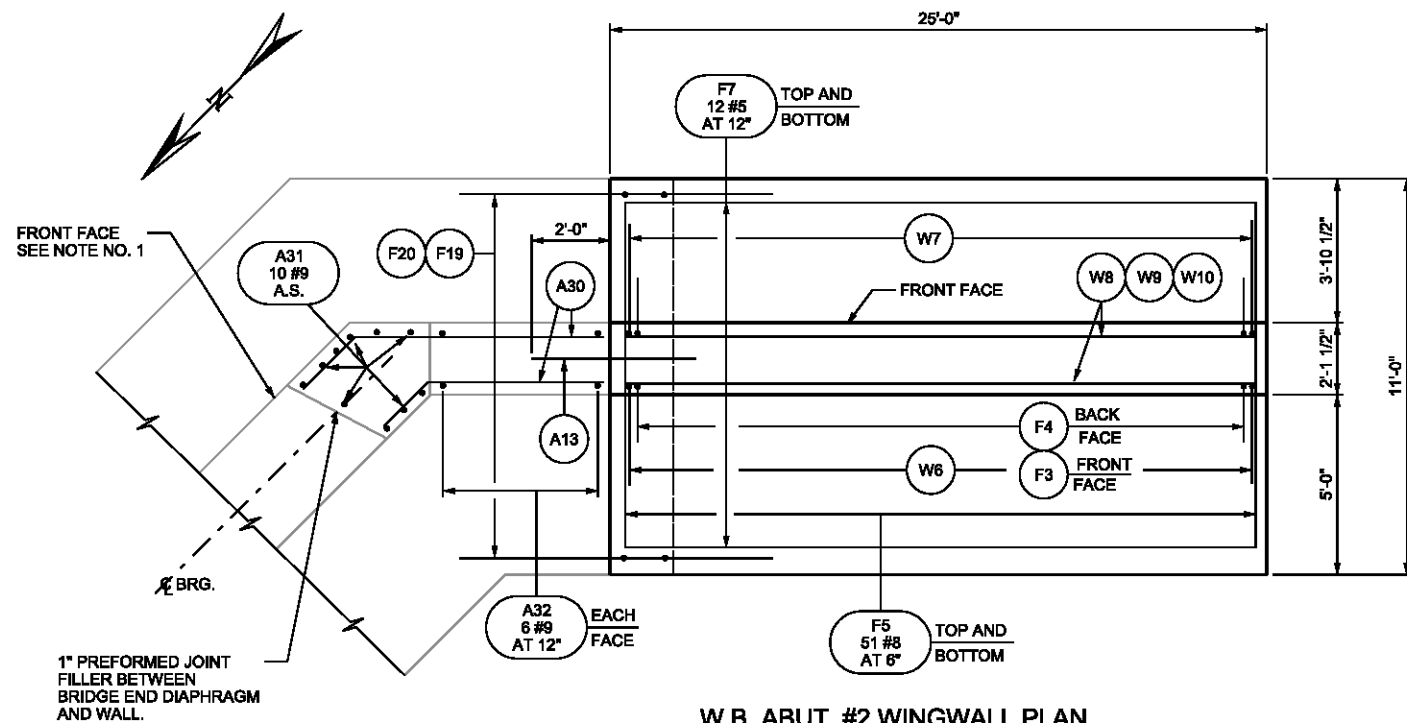 25'-0"
F7
12 #5
AT 12"
TOP AND
BOTTOM
N
FRONT FACE
SEE NOTE NO. 1
A31
10 #9
A.S.
F20
F19
2'-0"
A30
W7
W8
W9
W10
FRONT FACE
3'-10 1/2"
2'-1 1/2"
11'-0"
5'-0"
A13
F4
BACK
FACE
W6
F3
FRONT
FACE
℄ BRG.
A32
6 #9
AT 12"
EACH
FACE
F5
51 #8
AT 6"
TOP AND
BOTTOM
1" PREFORMED JOINT
FILLER BETWEEN
BRIDGE END DIAPHRAGM
AND WALL.
W.B. ABUT. #2 WINGWALL PLAN